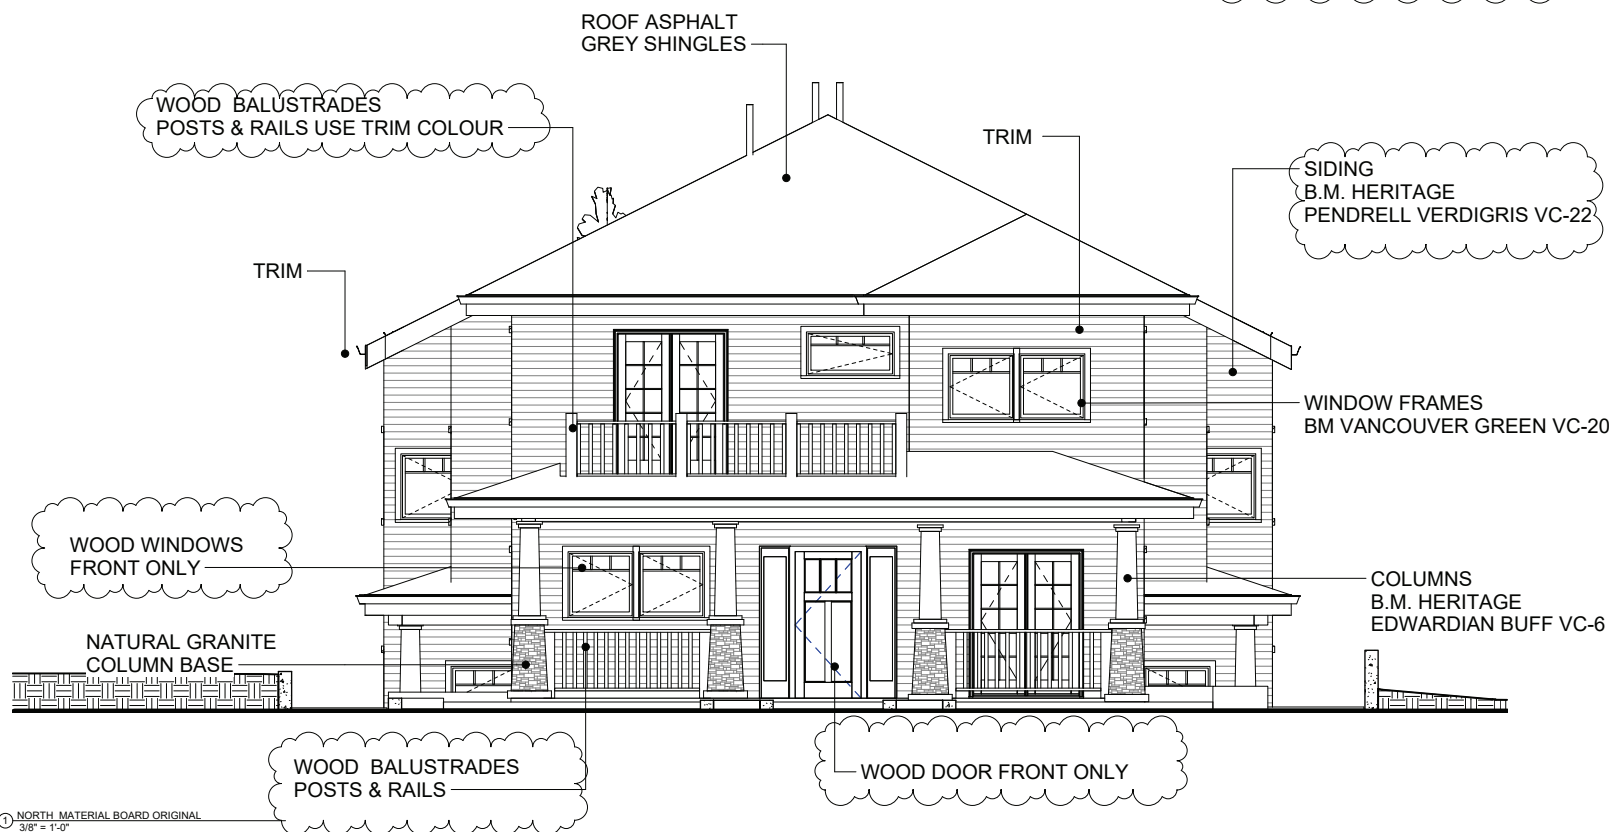 ROOF ASPHALT
GREY SHINGLES
WOOD BALUSTRADES
POSTS & RAILS USE TRIM COLOUR
TRIM
SIDING
B.M. HERITAGE
PENDRELL VERDIGRIS VC-22
TRIM
WINDOW FRAMES
BM VANCOUVER GREEN VC-20
WOOD WINDOWS
FRONT ONLY
COLUMNS
B.M. HERITAGE
EDWARDIAN BUFF VC-6
NATURAL GRANITE
COLUMN BASE
WOOD BALUSTRADES
POSTS & RAILS
WOOD DOOR FRONT ONLY
1 NORTH MATERIAL BOARD ORIGINAL
3/8" = 1'-0"